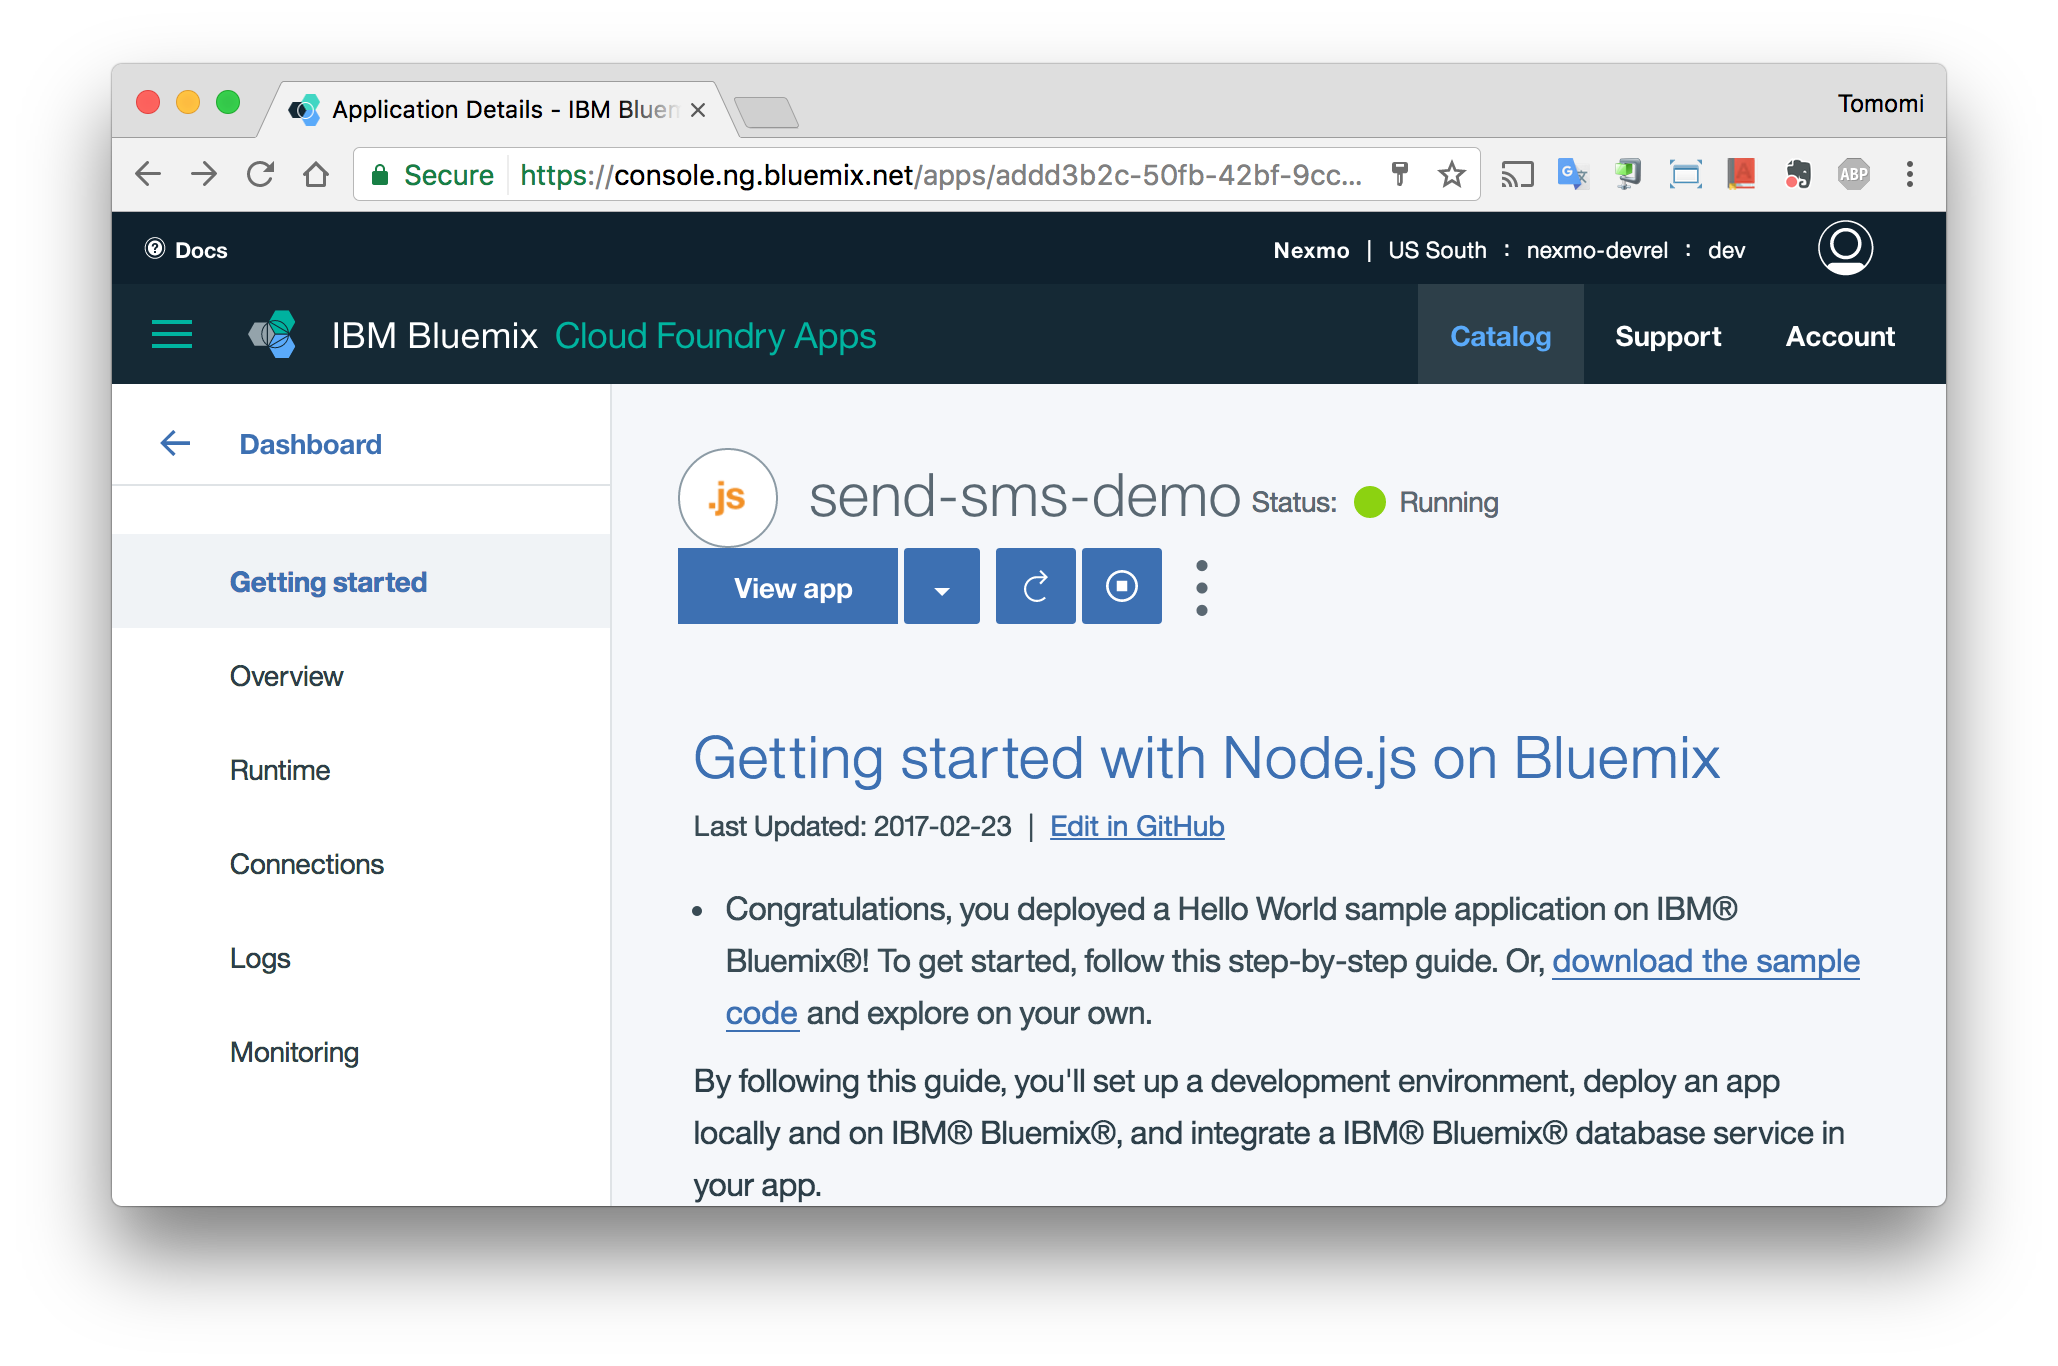 Application Details - IBM Bluem
Tomomi
Secure https://console.ng.bluemix.net/apps/addd3b2c-50fb-42bf-9cc...
ABP
Docs
Nexmo | US South : nexmo-devrel : dev
IBM Bluemix Cloud Foundry Apps
Catalog
Support
Account
Dashboard
Getting started
Overview
Runtime
Connections
Logs
Monitoring
.js
send-sms-demo Status: Running
View app
Getting started with Node.js on Bluemix
Last Updated: 2017-02-23 | Edit in GitHub
• Congratulations, you deployed a Hello World sample application on IBM®
Bluemix®! To get started, follow this step-by-step guide. Or, download the sample
code and explore on your own.
By following this guide, you'll set up a development environment, deploy an app
locally and on IBM® Bluemix®, and integrate a IBM® Bluemix® database service in
your app.